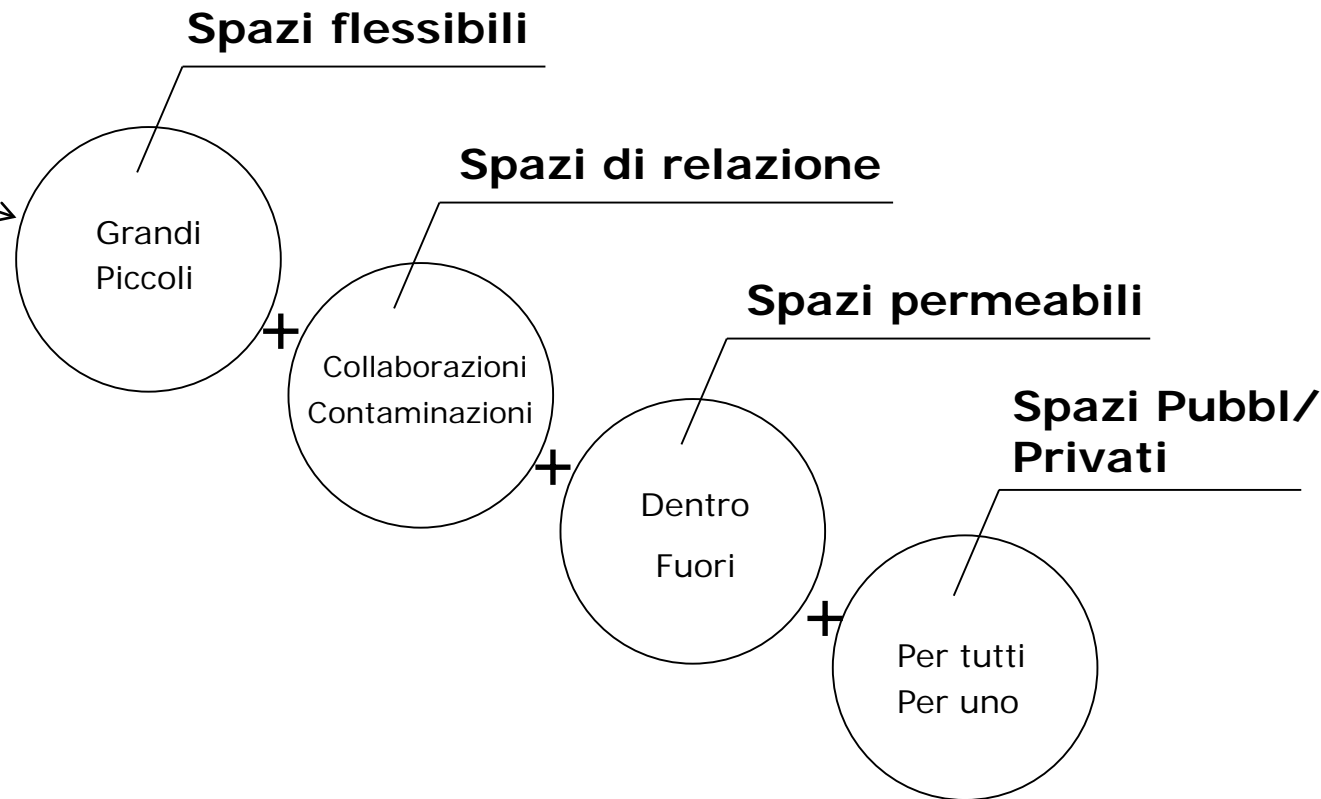 Spazi flessibili
Grandi
Piccoli
+
Spazi di relazione
Collaborazioni
Contaminazioni
+
Spazi permeabili
Dentro
Fuori
+
Spazi Pubbl/
Privati
Per tutti
Per uno